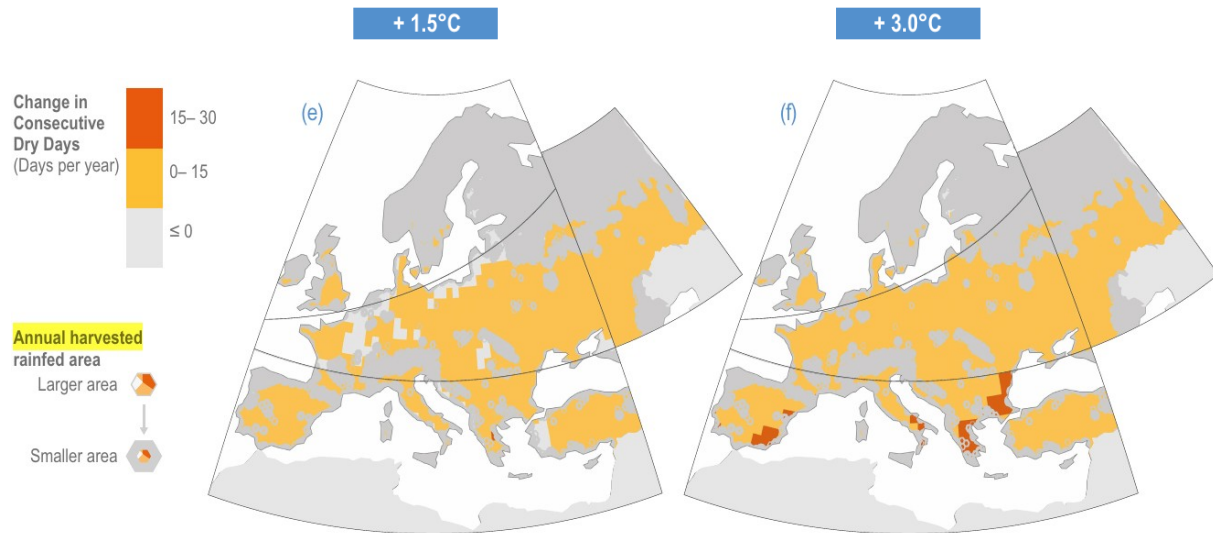 + 1.5°C
+ 3.0°C
Change in
Consecutive
Dry Days
(Days per year)
15– 30
0– 15
≤ 0
(e)
(f)
Annual harvested
rainfed area
Larger area
Smaller area